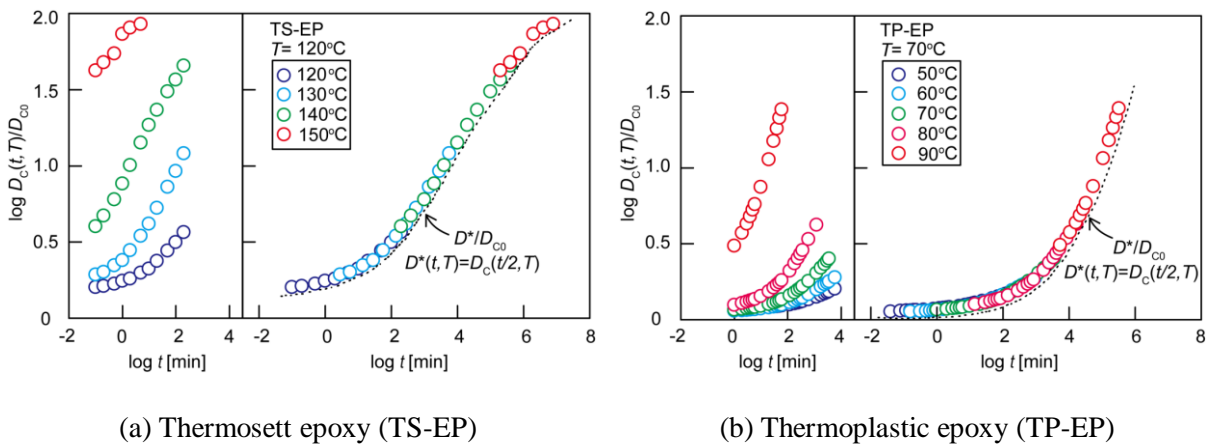 2.0
1.5
1.0
0.5
0
log D_C(t,T)/D_C0
-2 0 2 4
log t [min]
TS-EP
T= 120°C
120°C
130°C
140°C
150°C
D*/D_C0
D*(t,T)=D_C(t/2,T)
-2 0 2 4 6 8
log t [min]
(a) Thermosett epoxy (TS-EP)
2.0
1.5
1.0
0.5
0
log D_C(t,T)/D_C0
-2 0 2 4
log t [min]
TP-EP
T= 70°C
50°C
60°C
70°C
80°C
90°C
D*/D_C0
D*(t,T)=D_C(t/2,T)
-2 0 2 4 6 8
log t [min]
(b) Thermoplastic epoxy (TP-EP)